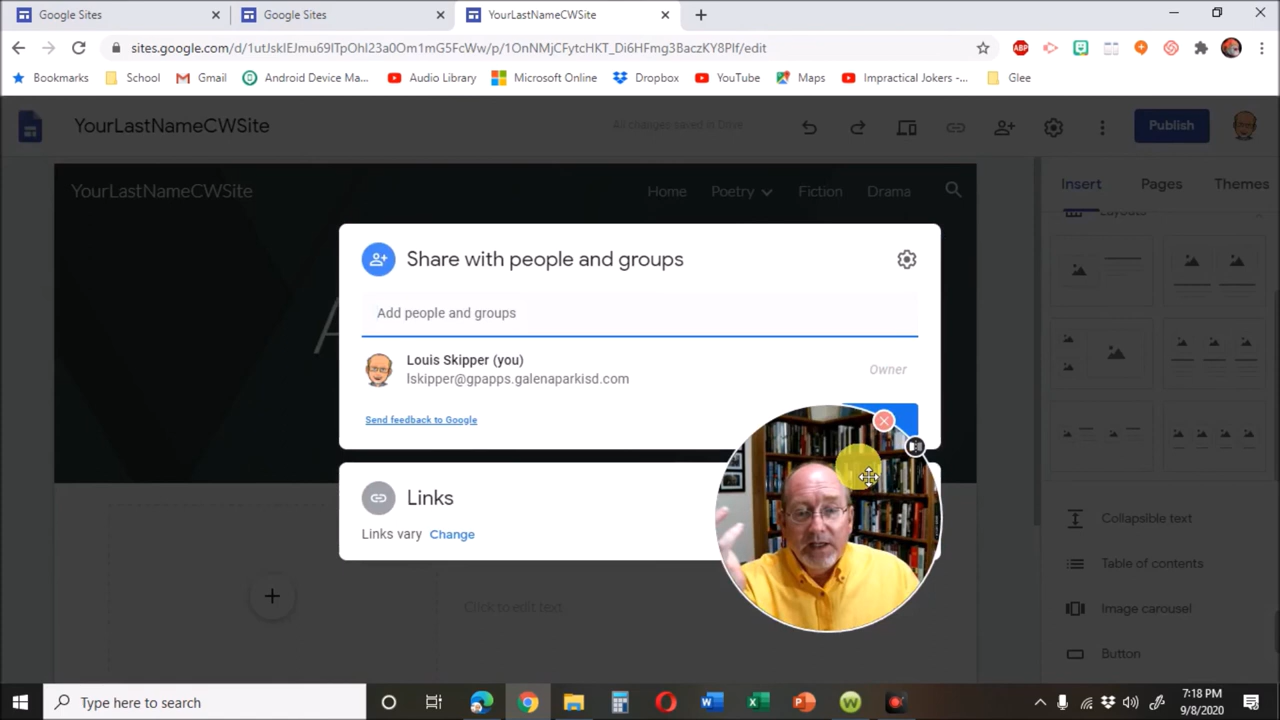 Google Sites
Google Sites
YourLastNameCWSite
sites.google.com/d/1utJskIEJmu69ITpOhI23a0Om1mG5FcWw/p/1OnNMjCFytcHKT_Di6HFmg3BaczKY8PIf/edit
ABP
Bookmarks School Gmail Android Device Ma... Audio Library Microsoft Online Dropbox YouTube Maps Impractical Jokers -... Glee
YourLastNameCWSite
All changes saved in Drive
Publish
YourLastNameCWSite
Home Poetry Fiction Drama
Insert Pages Themes
Layouts
Share with people and groups
Add people and groups
Louis Skipper (you)
lskipper@gpapps.galenaparkisd.com
Owner
Send feedback to Google
Links
Links vary Change
Click to edit text
Collapsible text
Table of contents
Image carousel
Button
Type here to search
7:18 PM
9/8/2020